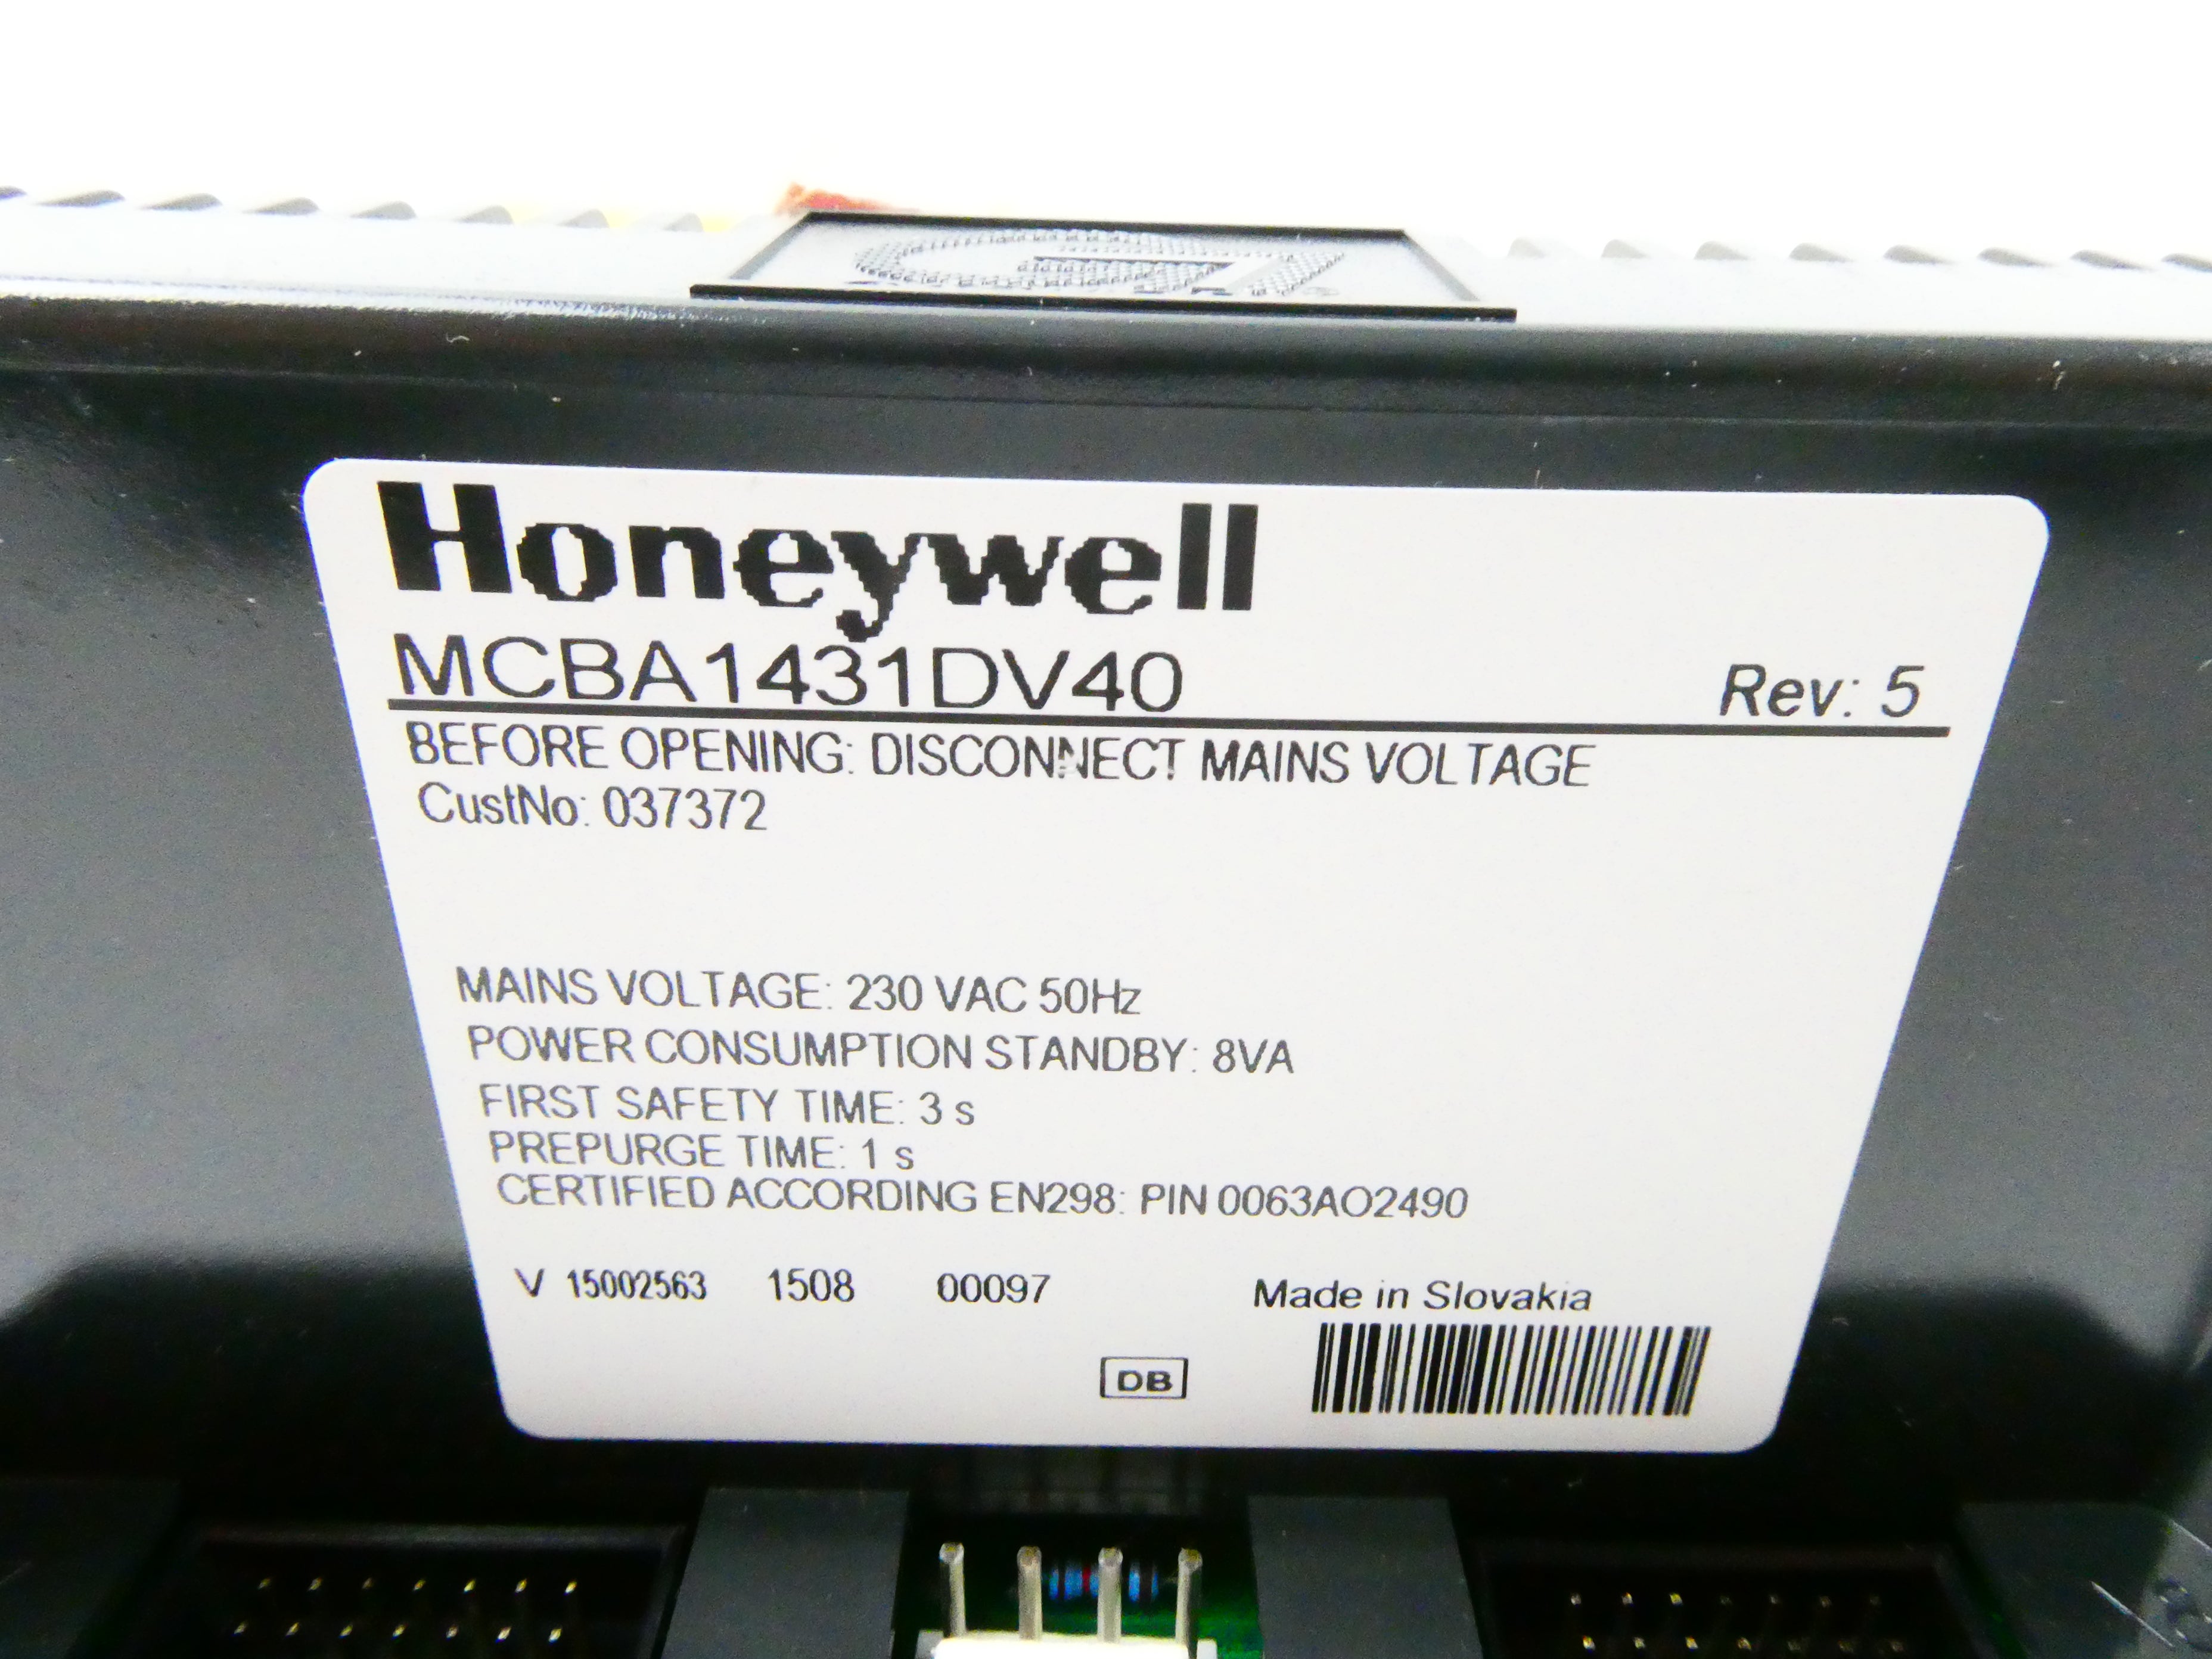 Honeywell
MCBA1431DV40 Rev: 5
BEFORE OPENING: DISCONNECT MAINS VOLTAGE
CustNo: 037372
MAINS VOLTAGE: 230 VAC 50Hz
POWER CONSUMPTION STANDBY: 8VA
FIRST SAFETY TIME: 3 s
PREPURGE TIME: 1 s
CERTIFIED ACCORDING EN298: PIN 0063AO2490
V 15002563 1508 00097 Made in Slovakia
DB